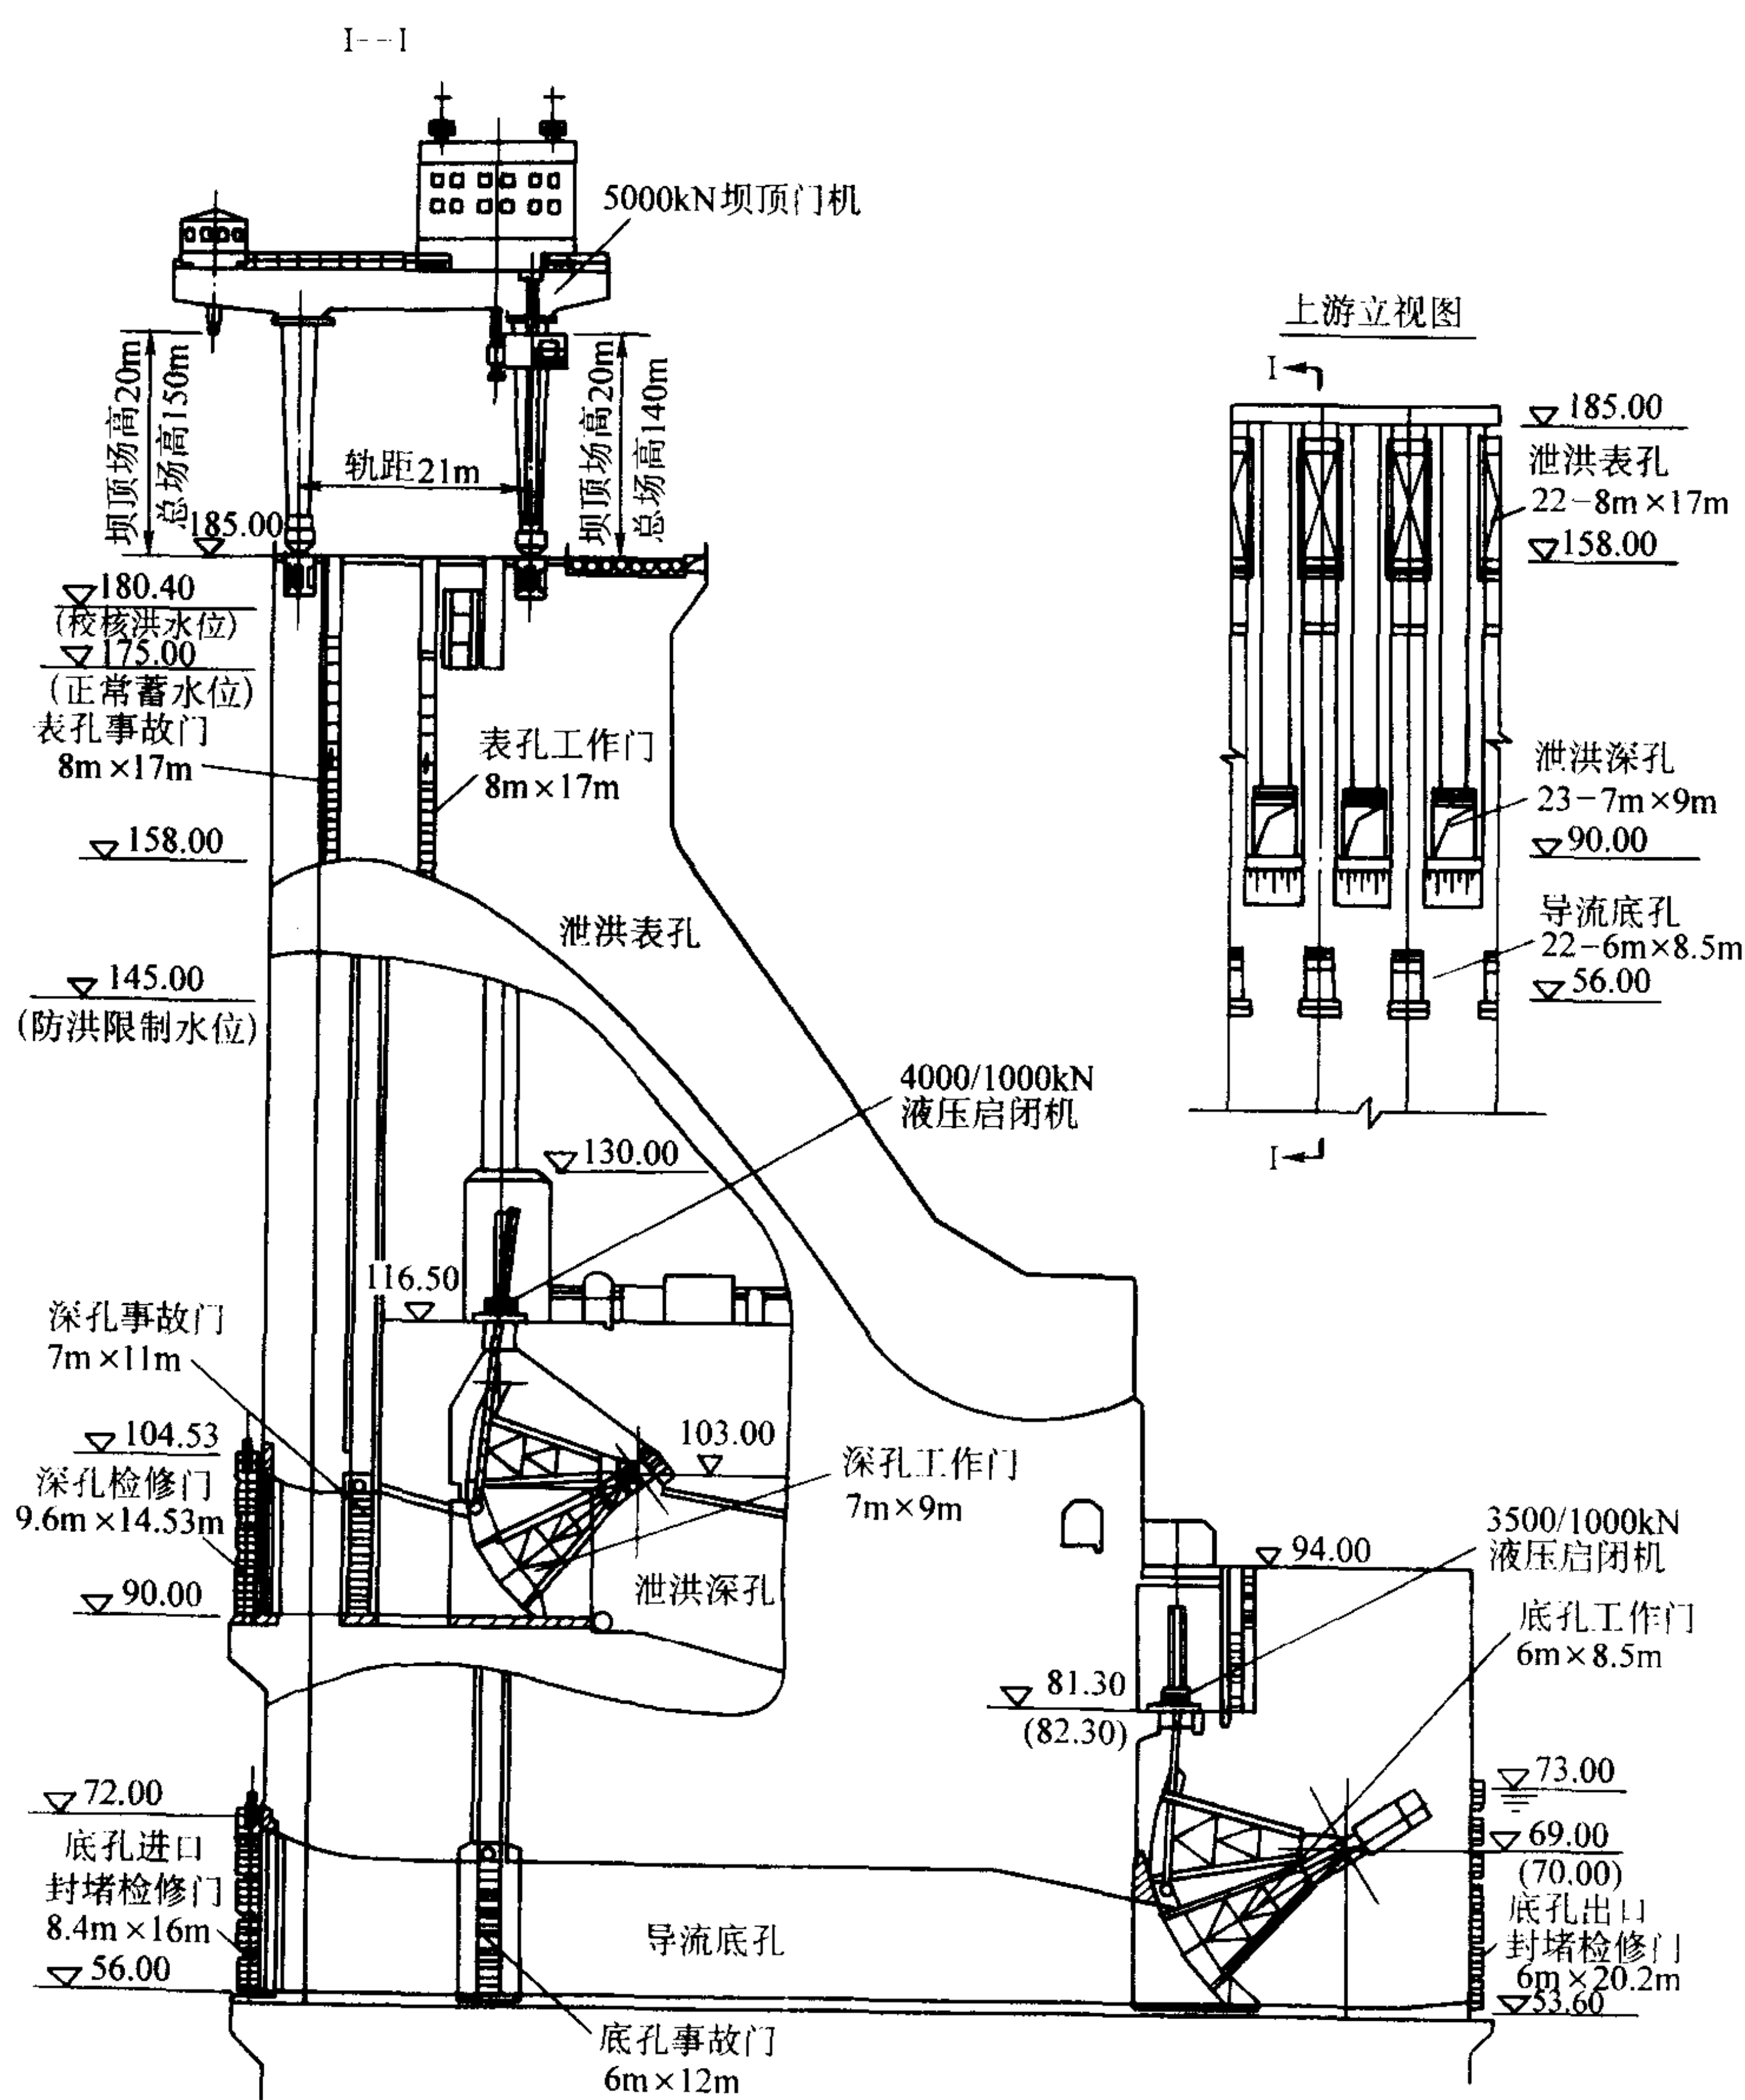 I--I
5000kN坝顶门机
坝顶场高20m
总场高150m
轨距21m
坝顶场高20m
总场高140m
185.00
180.40
(校核洪水位)
175.00
(正常蓄水位)
表孔事故门
8m×17m
表孔工作门
8m×17m
158.00
泄洪表孔
145.00
(防洪限制水位)
4000/1000kN
液压启闭机
130.00
116.50
深孔事故门
7m×11m
104.53
深孔检修门
9.6m×14.53m
103.00
深孔工作门
7m×9m
90.00
泄洪深孔
3500/1000kN
液压启闭机
94.00
底孔工作门
6m×8.5m
81.30
(82.30)
72.00
底孔进口
封堵检修门
8.4m×16m
56.00
导流底孔
73.00
69.00
(70.00)
底孔出口
封堵检修门
6m×20.2m
53.60
底孔事故门
6m×12m
上游立视图
I
185.00
泄洪表孔
22-8m×17m
158.00
泄洪深孔
23-7m×9m
90.00
导流底孔
22-6m×8.5m
56.00
I